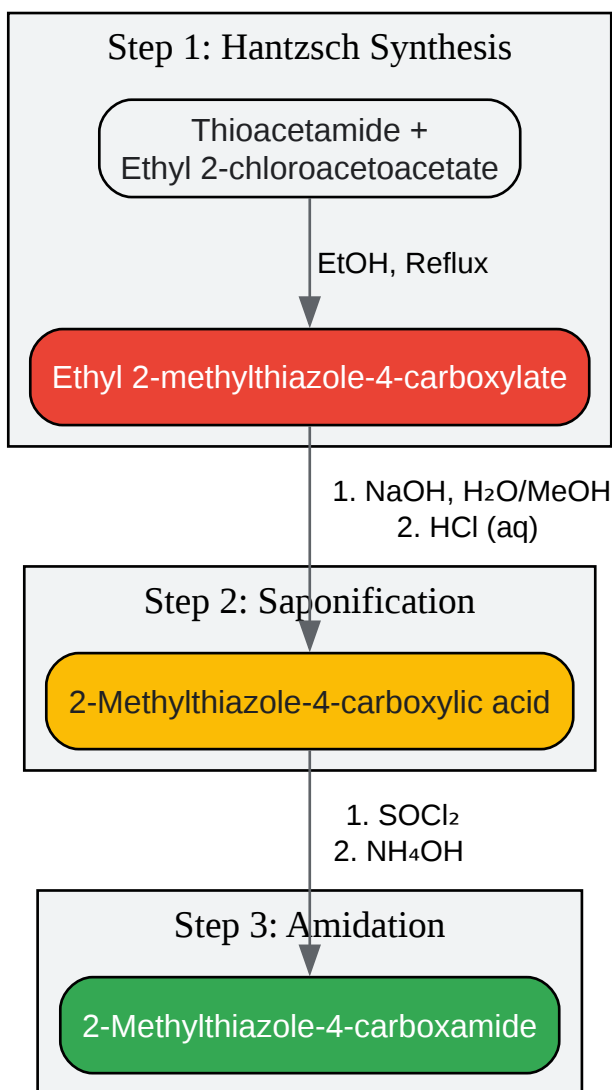 Step 1: Hantzsch Synthesis
Thioacetamide +
Ethyl 2-chloroacetoacetate
EtOH, Reflux
Ethyl 2-methylthiazole-4-carboxylate
1. NaOH, H₂O/MeOH
2. HCl (aq)
Step 2: Saponification
2-Methylthiazole-4-carboxylic acid
1. SOCl₂
2. NH₄OH
Step 3: Amidation
2-Methylthiazole-4-carboxamide